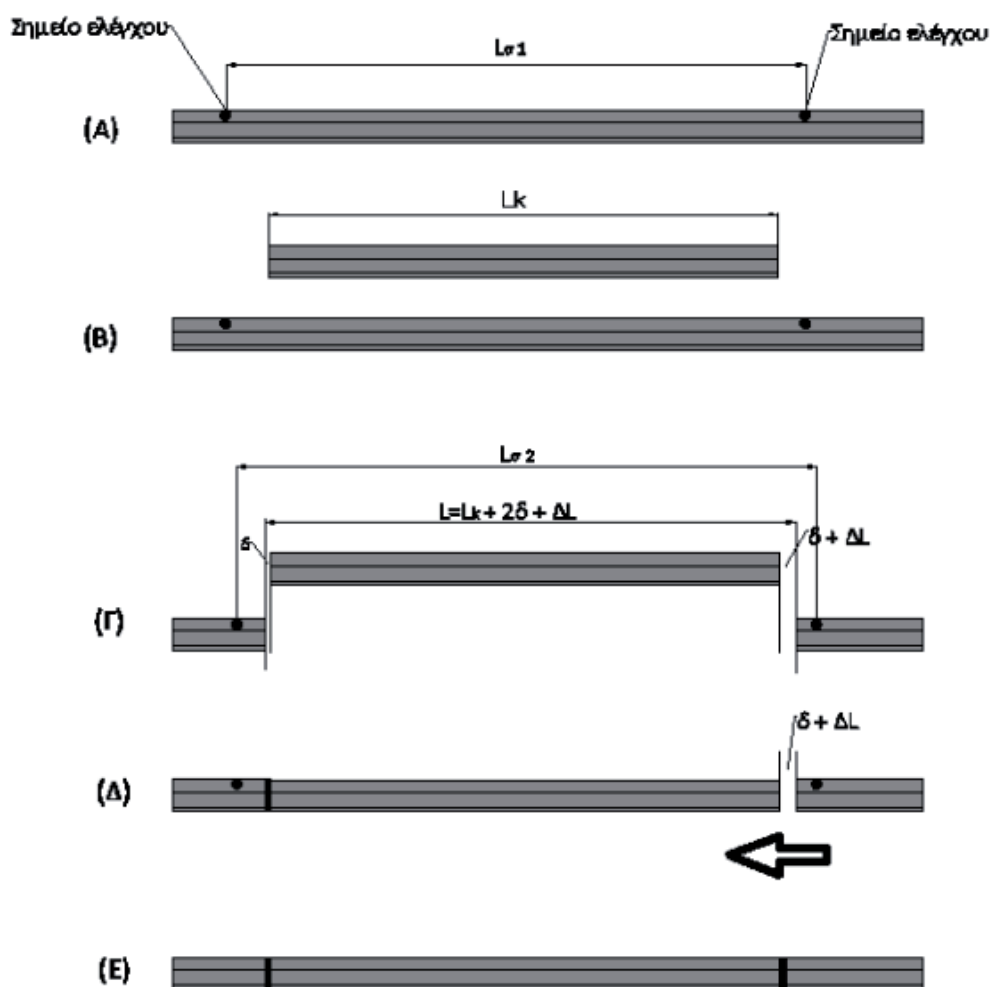 Σημείο ελέγχου
Lσ1
Σημείο ελέγχου
(Α)
Lk
(Β)
Lσ2
L=Lk + 2δ + ΔL
δ
δ + ΔL
(Γ)
δ + ΔL
(Δ)
(Ε)